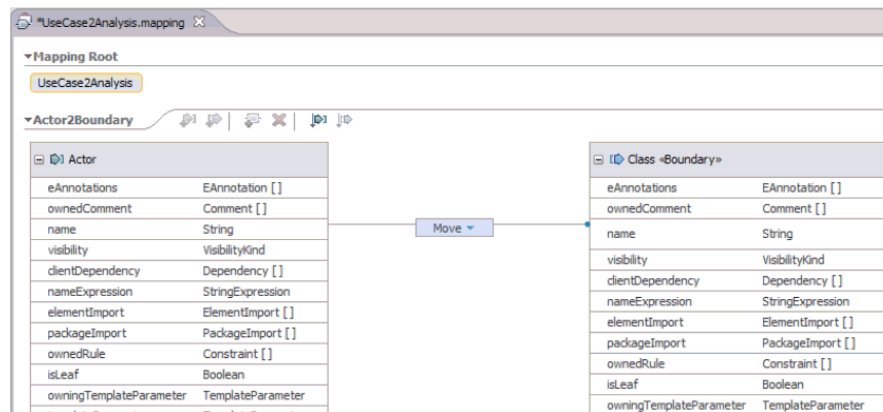 *UseCase2Analysis.mapping
Mapping Root
UseCase2Analysis
Actor2Boundary
Actor
eAnnotations EAnnotation [ ]
ownedComment Comment [ ]
name String
visibility VisibilityKind
clientDependency Dependency [ ]
nameExpression StringExpression
elementImport ElementImport [ ]
packageImport PackageImport [ ]
ownedRule Constraint [ ]
isLeaf Boolean
owningTemplateParameter TemplateParameter
Move
Class «Boundary»
eAnnotations EAnnotation [ ]
ownedComment Comment [ ]
name String
visibility VisibilityKind
clientDependency Dependency [ ]
nameExpression StringExpression
elementImport ElementImport [ ]
packageImport PackageImport [ ]
ownedRule Constraint [ ]
isLeaf Boolean
owningTemplateParameter TemplateParameter